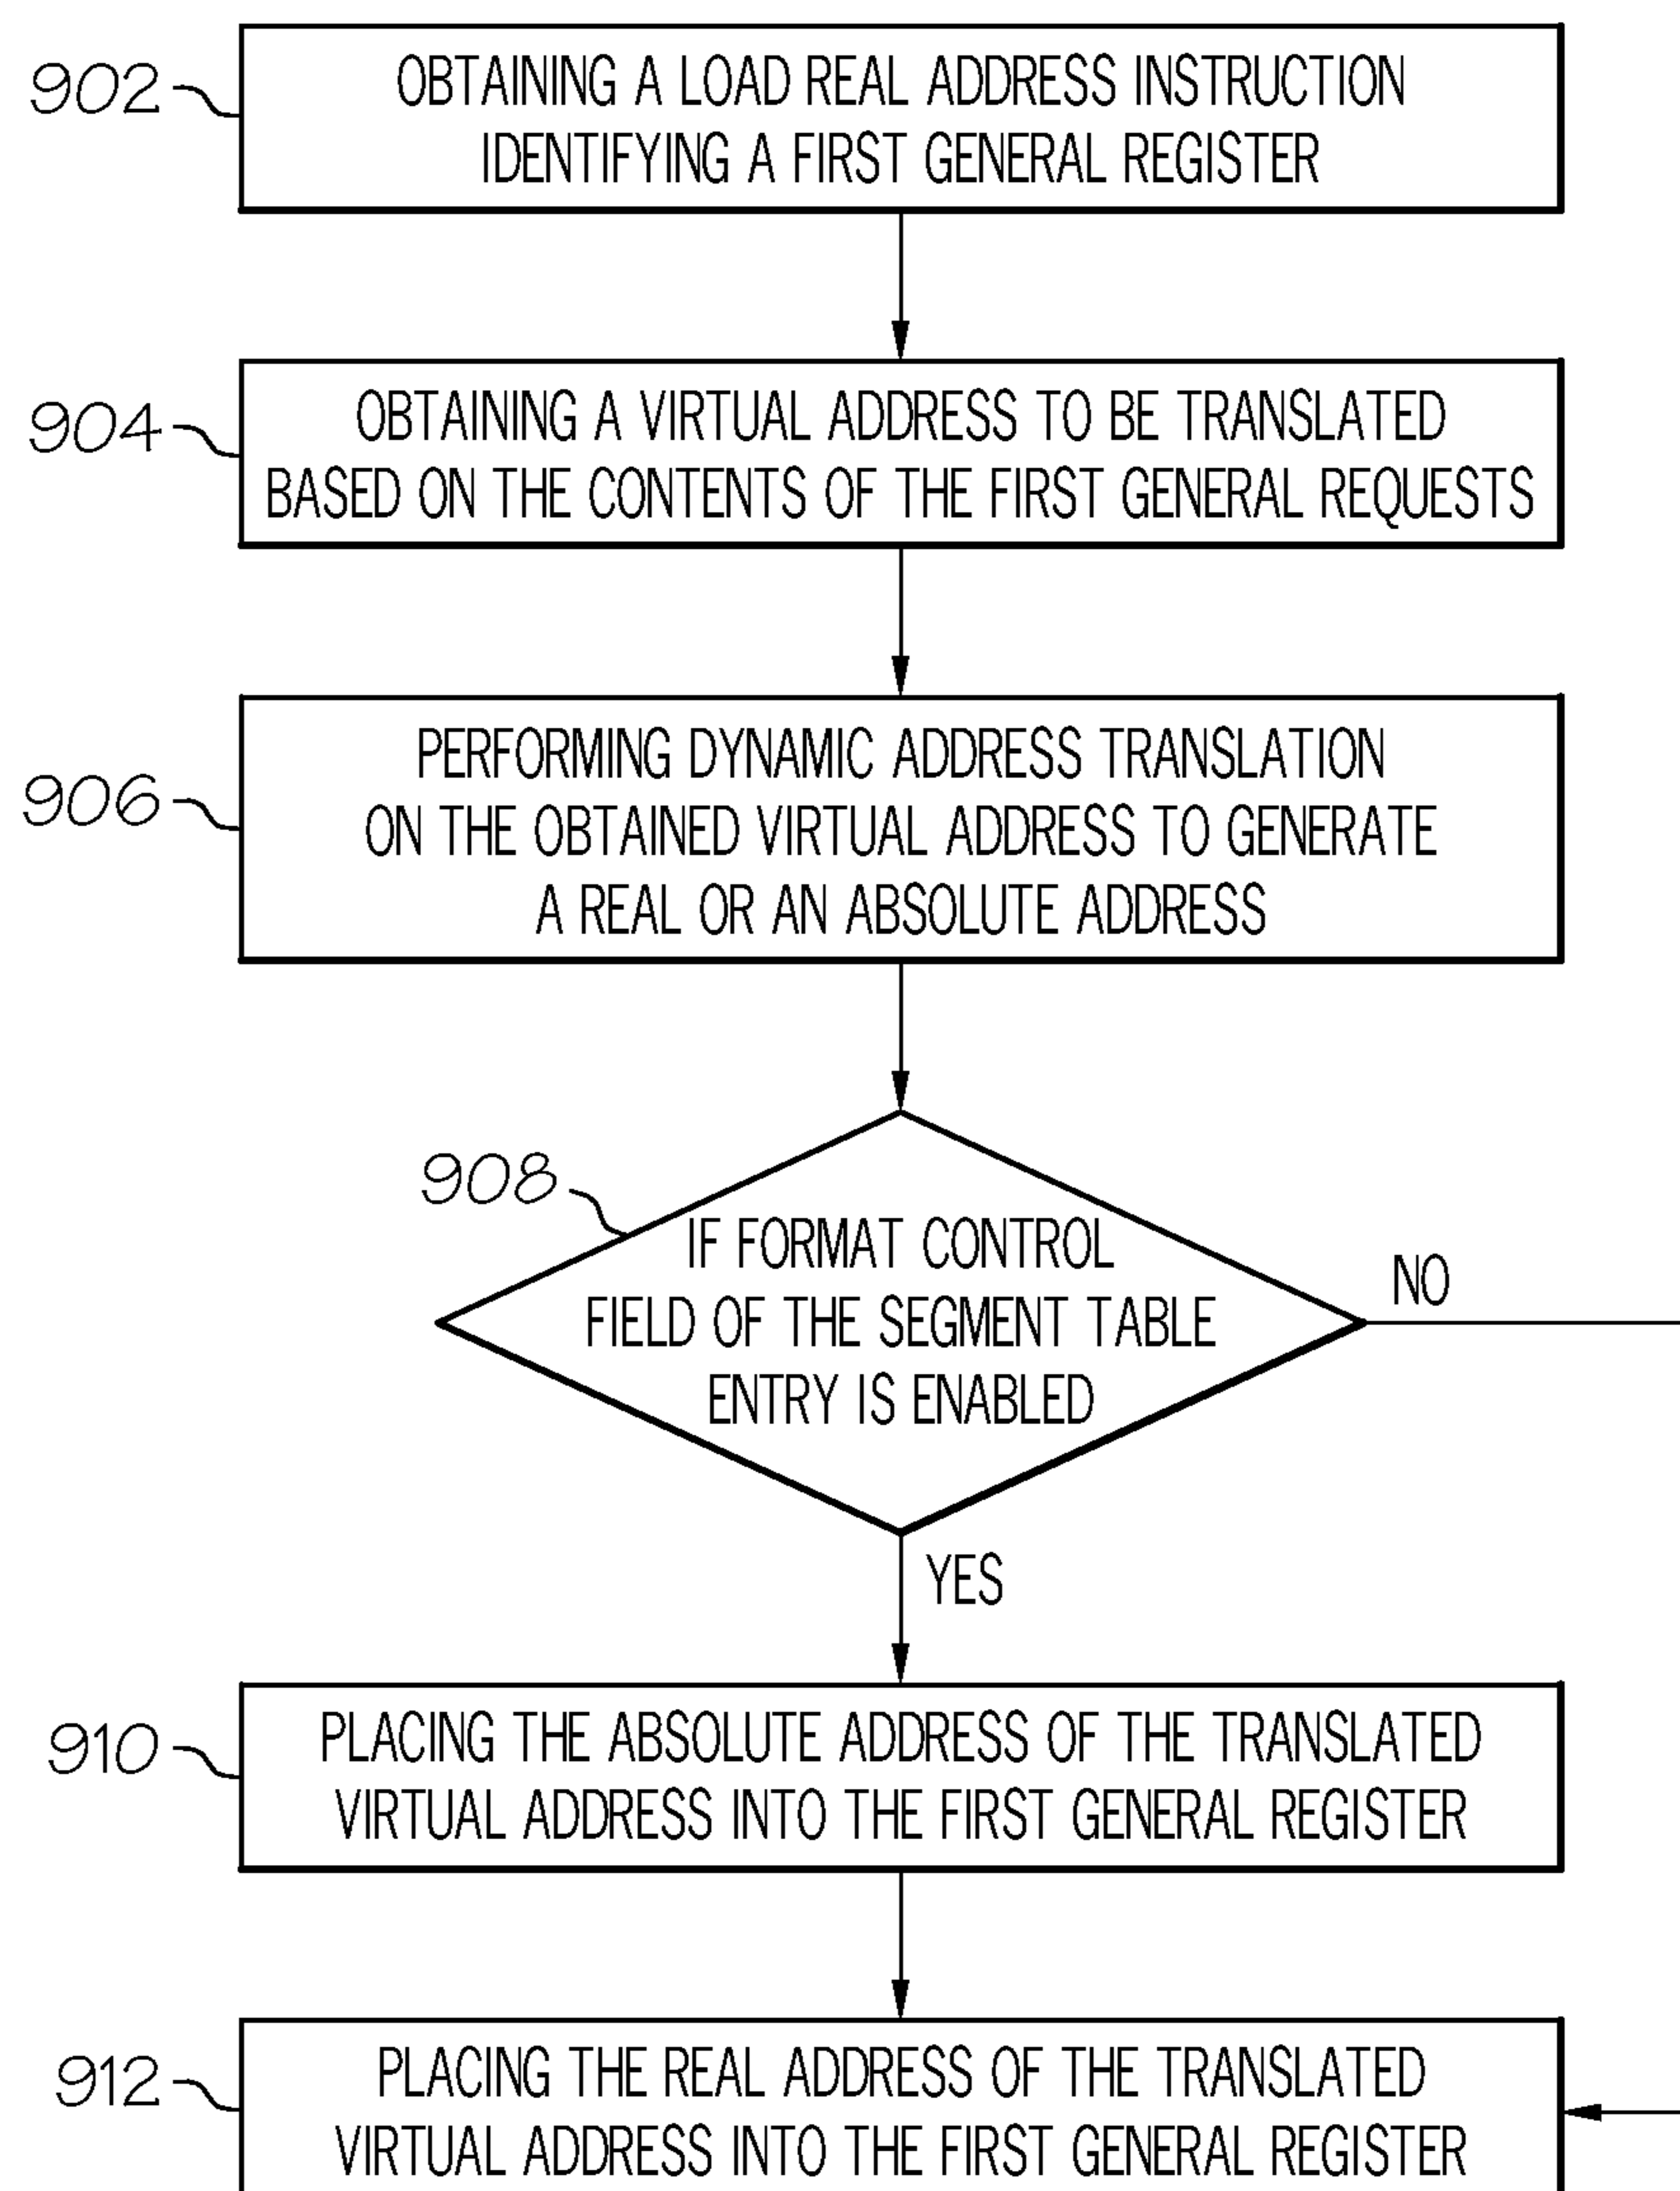 902
OBTAINING A LOAD REAL ADDRESS INSTRUCTION
IDENTIFYING A FIRST GENERAL REGISTER
904
OBTAINING A VIRTUAL ADDRESS TO BE TRANSLATED
BASED ON THE CONTENTS OF THE FIRST GENERAL REQUESTS
906
PERFORMING DYNAMIC ADDRESS TRANSLATION
ON THE OBTAINED VIRTUAL ADDRESS TO GENERATE
A REAL OR AN ABSOLUTE ADDRESS
908
IF FORMAT CONTROL
FIELD OF THE SEGMENT TABLE
ENTRY IS ENABLED
NO
YES
910
PLACING THE ABSOLUTE ADDRESS OF THE TRANSLATED
VIRTUAL ADDRESS INTO THE FIRST GENERAL REGISTER
912
PLACING THE REAL ADDRESS OF THE TRANSLATED
VIRTUAL ADDRESS INTO THE FIRST GENERAL REGISTER